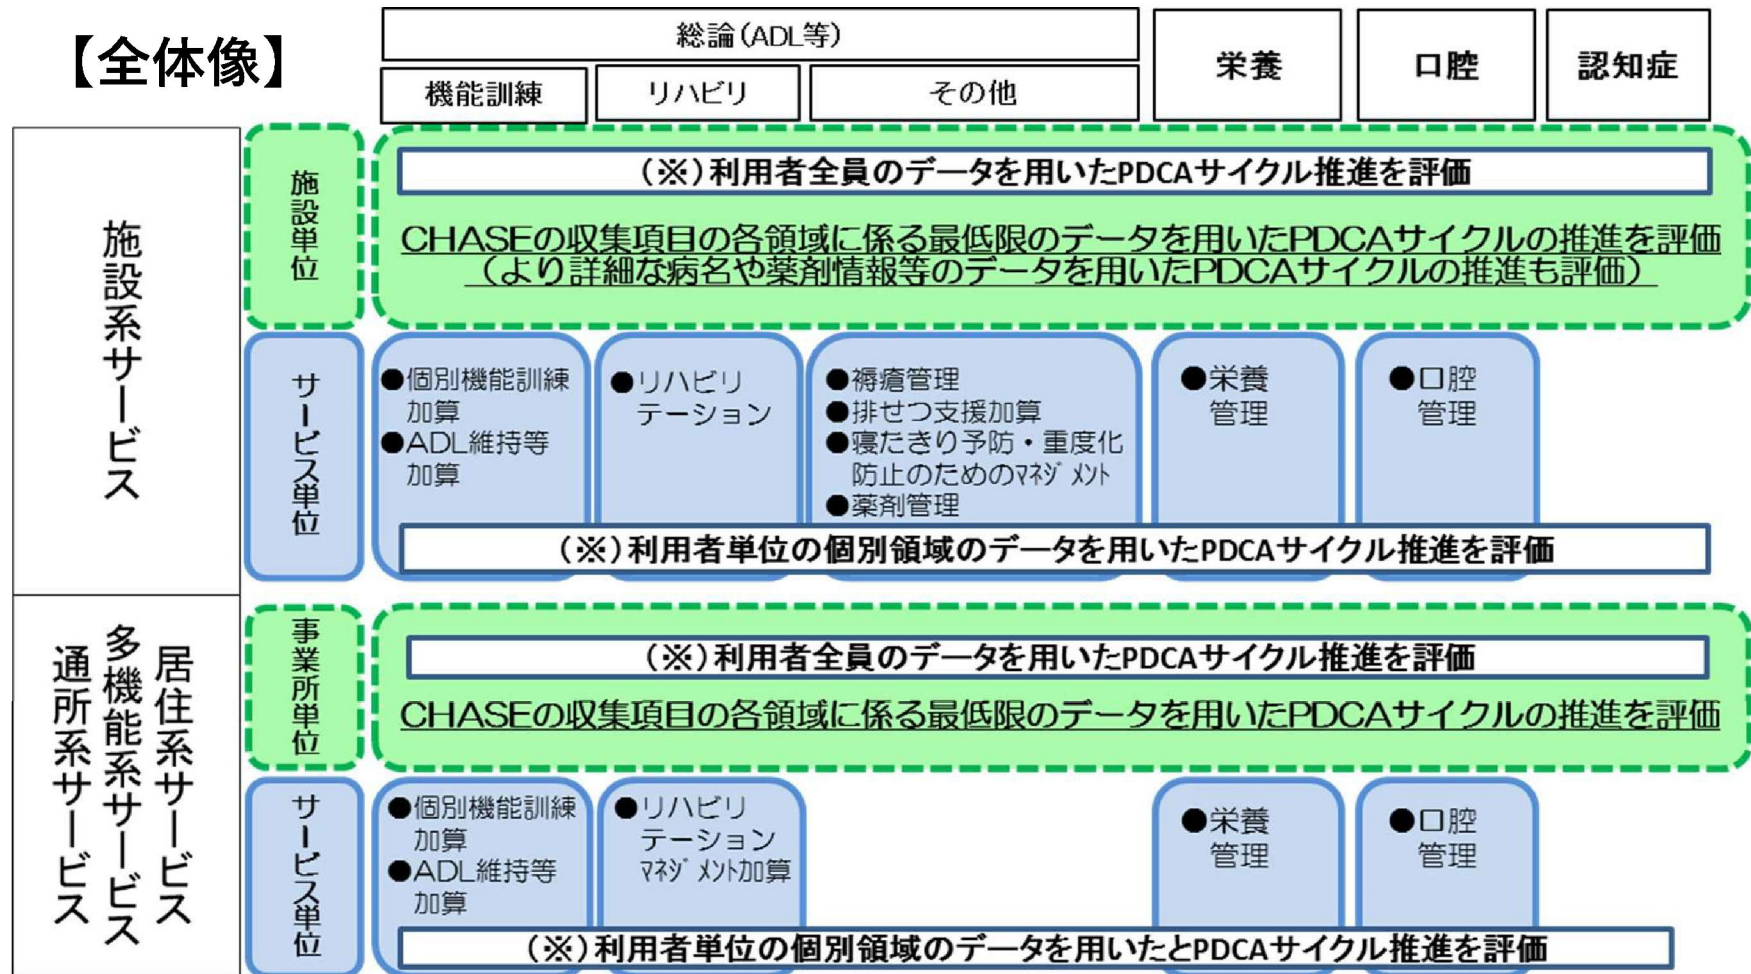 【全体像】
総論（ADL等）
機能訓練
リハビリ
その他
栄養
口腔
認知症
施設系サービス
施設単位
（※）利用者全員のデータを用いたPDCAサイクル推進を評価
CHASEの収集項目の各領域に係る最低限のデータを用いたPDCAサイクルの推進を評価
（より詳細な病名や薬剤情報等のデータを用いたPDCAサイクルの推進も評価）
サービス単位
●個別機能訓練
加算
●ADL維持等
加算
●リハビリ
テーション
●褥瘡管理
●排せつ支援加算
●寝たきり予防・重度化
防止のためのﾏﾈｼﾞﾒﾝﾄ
●薬剤管理
●栄養
管理
●口腔
管理
（※）利用者単位の個別領域のデータを用いたPDCAサイクル推進を評価
居住系サービス
多機能系サービス
通所系サービス
事業所単位
（※）利用者全員のデータを用いたPDCAサイクル推進を評価
CHASEの収集項目の各領域に係る最低限のデータを用いたPDCAサイクルの推進を評価
サービス単位
●個別機能訓練
加算
●ADL維持等
加算
●リハビリ
テーション
ﾏﾈｼﾞﾒﾝﾄ加算
●栄養
管理
●口腔
管理
（※）利用者単位の個別領域のデータを用いたとPDCAサイクル推進を評価